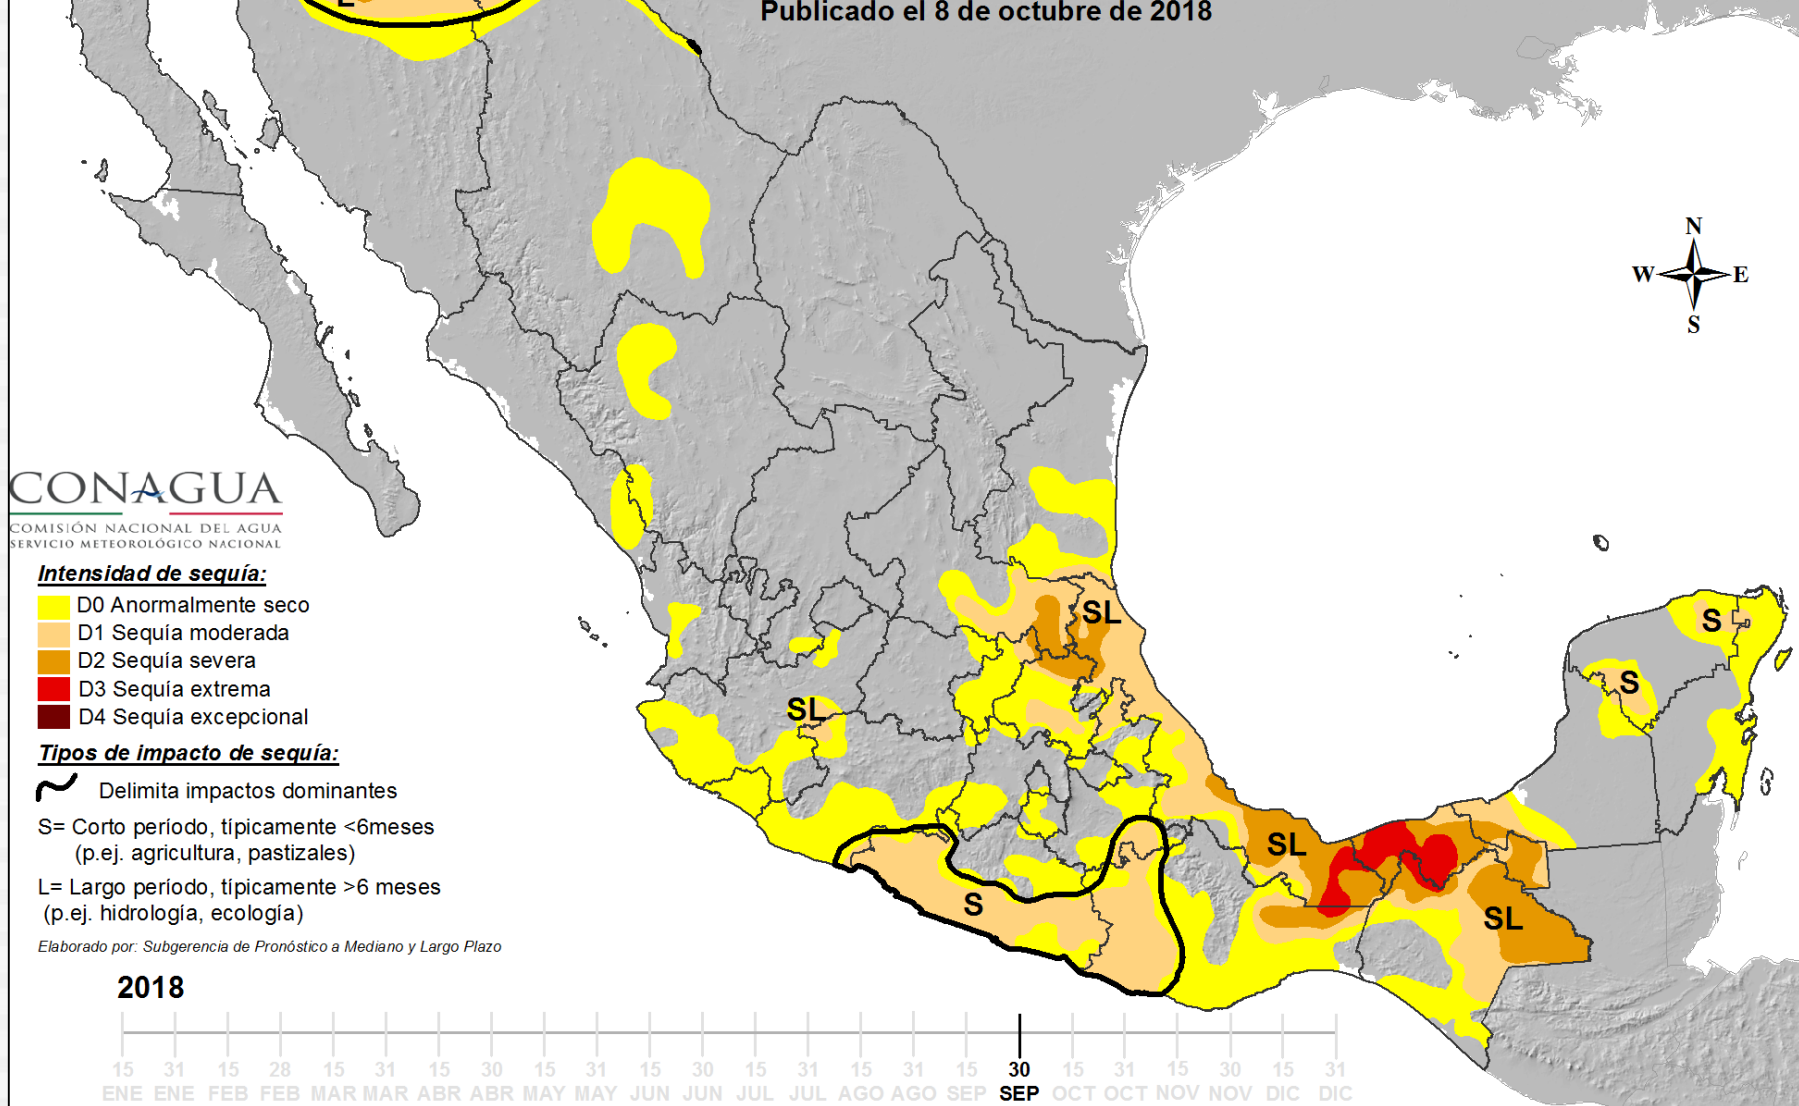 L
Publicado el 8 de octubre de 2018
N
W E
S
CONAGUA
COMISIÓN NACIONAL DEL AGUA
SERVICIO METEOROLÓGICO NACIONAL
Intensidad de sequía:
D0 Anormalmente seco
D1 Sequía moderada
D2 Sequía severa
D3 Sequía extrema
D4 Sequía excepcional
Tipos de impacto de sequía:
Delimita impactos dominantes
S= Corto período, típicamente <6meses
(p.ej. agricultura, pastizales)
L= Largo período, típicamente >6 meses
(p.ej. hidrología, ecología)
Elaborado por: Subgerencia de Pronóstico a Mediano y Largo Plazo
SL
S
S
SL
SL
S
SL
2018
15 31 15 28 15 31 15 30 15 31 15 30 15 31 15 31 15 30 15 31 15 30 15 31
ENE ENE FEB FEB MAR MAR ABR ABR MAY MAY JUN JUN JUL JUL AGO AGO SEP SEP OCT OCT NOV NOV DIC DIC